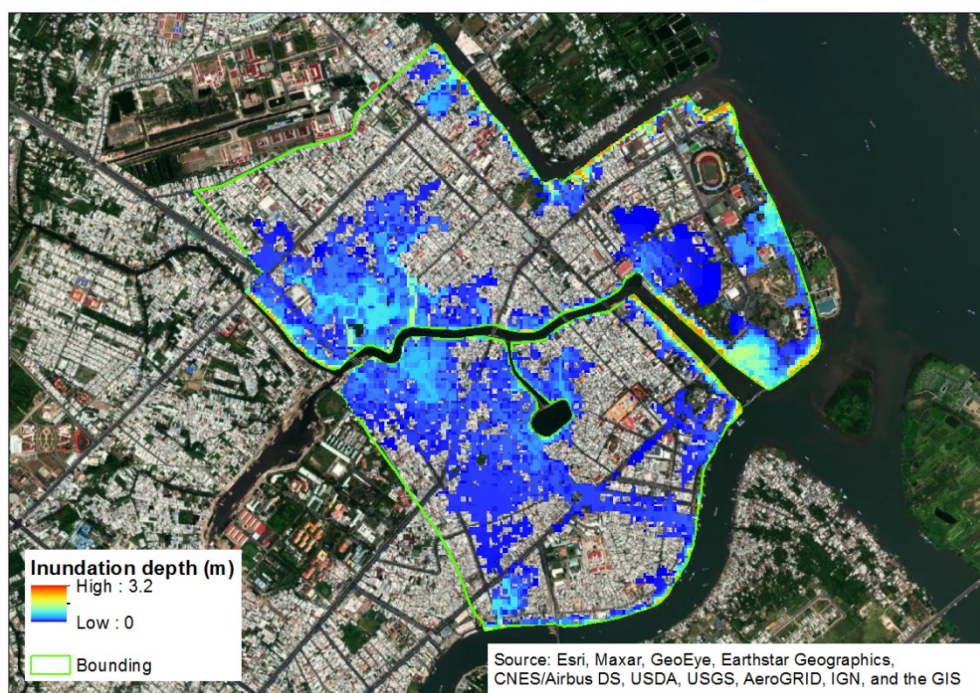 Inundation depth (m)
High : 3.2
Low : 0
Bounding
Source: Esri, Maxar, GeoEye, Earthstar Geographics,
CNES/Airbus DS, USDA, USGS, AeroGRID, IGN, and the GIS